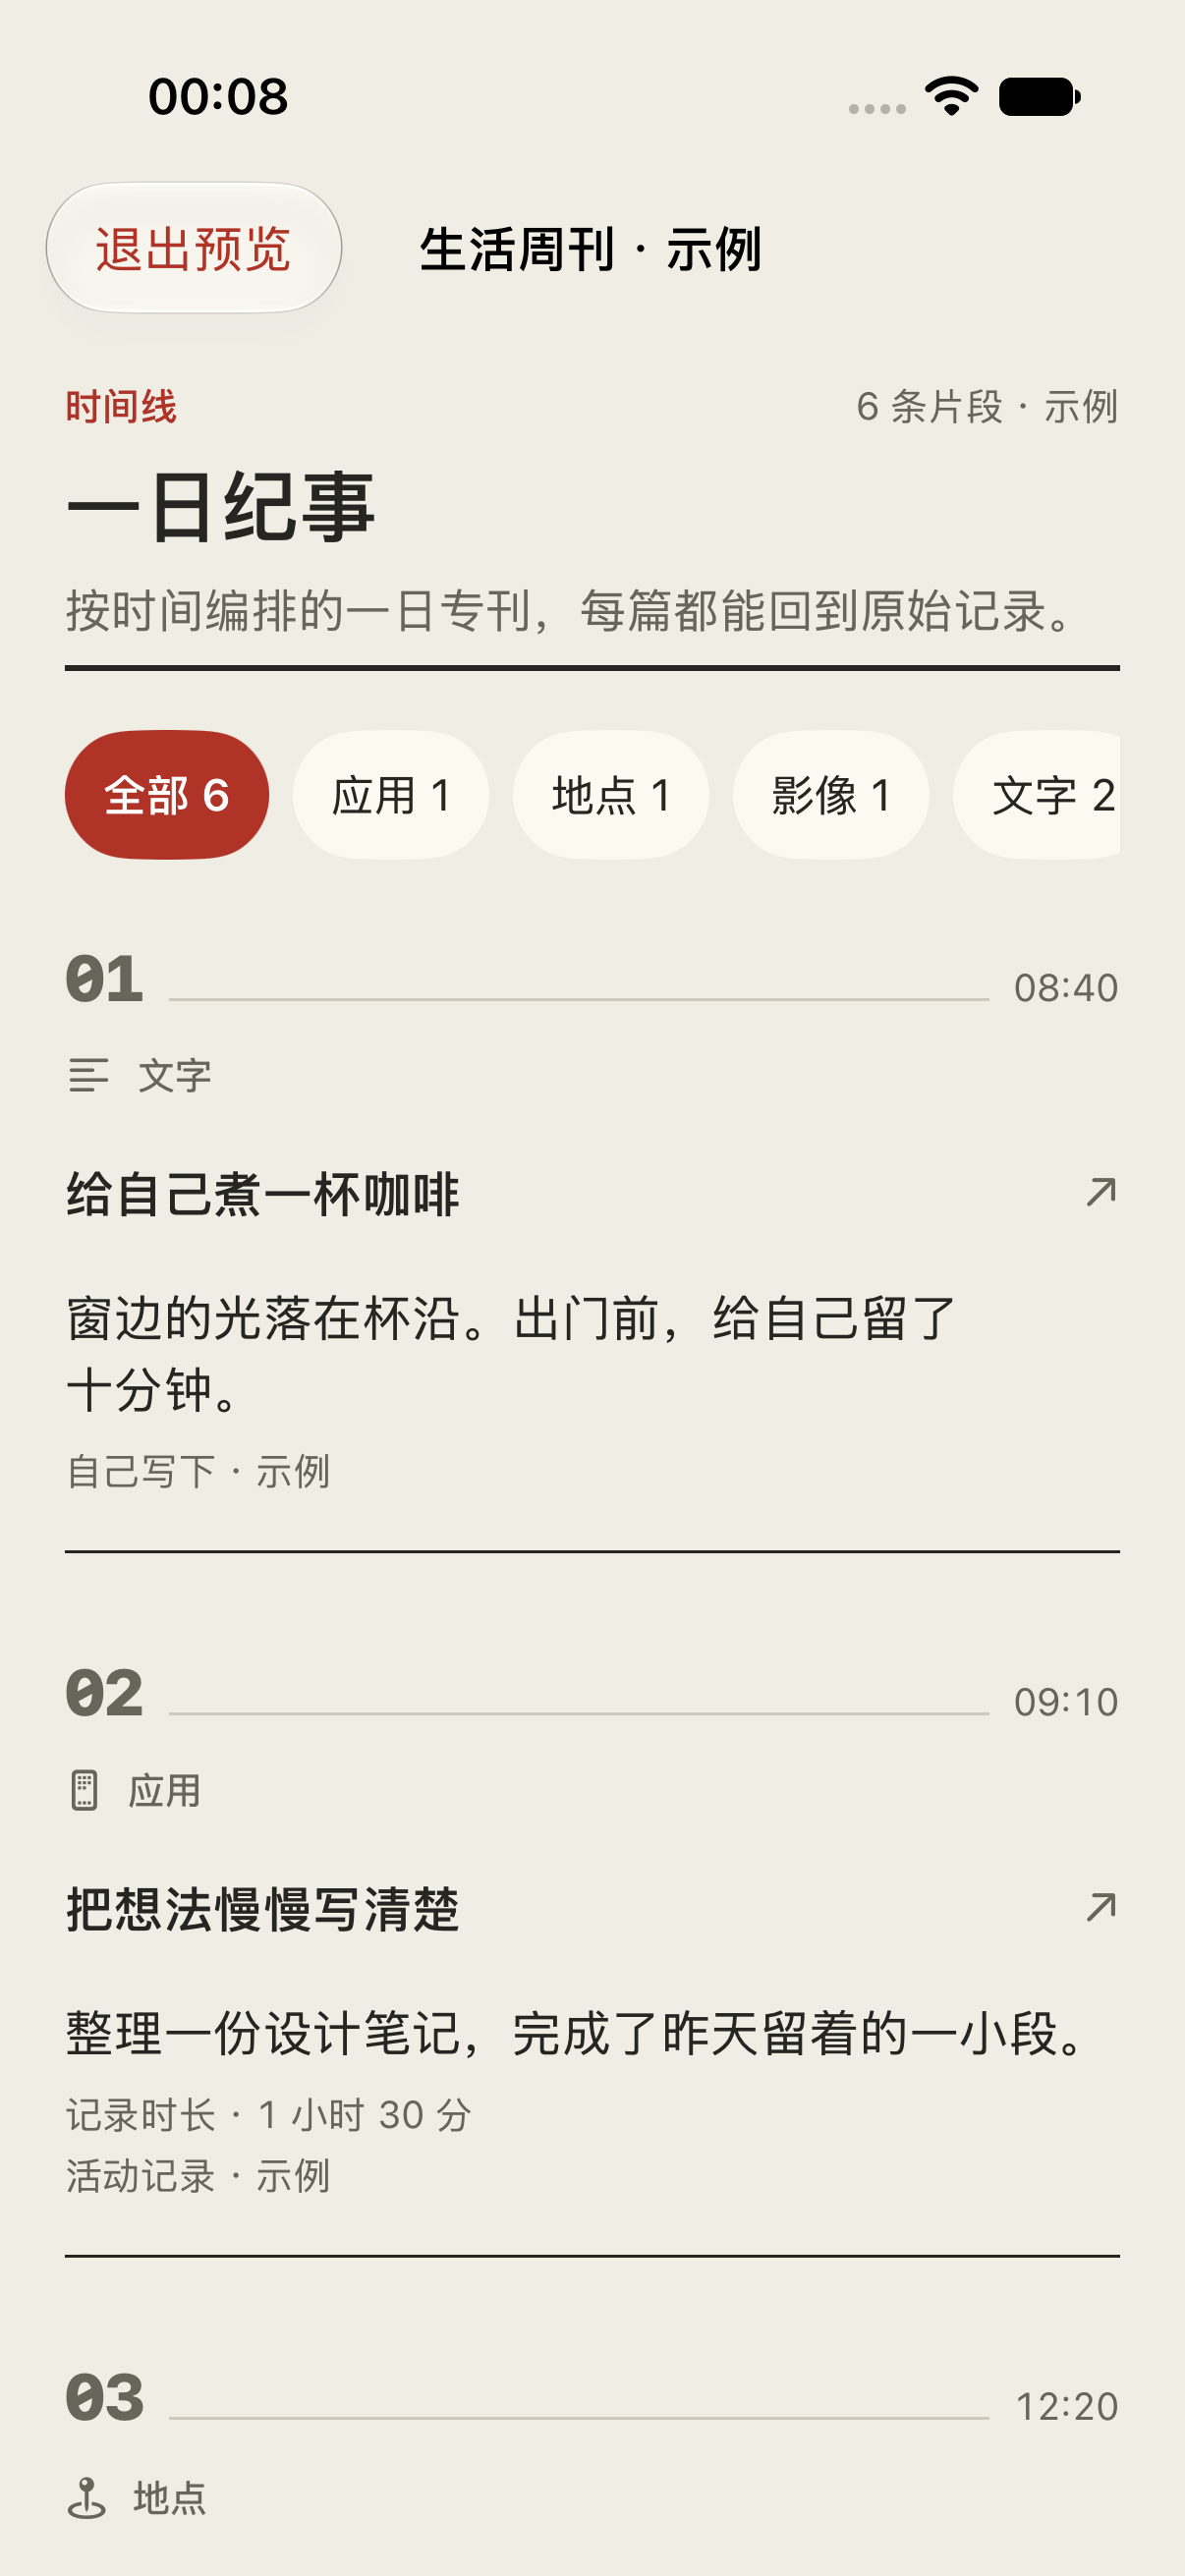 00:08
退出预览
生活周刊 · 示例
时间线
6 条片段 · 示例
一日纪事
按时间编排的一日专刊，每篇都能回到原始记录。
全部 6
应用 1
地点 1
影像 1
文字 2
01
08:40
文字
给自己煮一杯咖啡
窗边的光落在杯沿。出门前，给自己留了
十分钟。
自己写下 · 示例
02
09:10
应用
把想法慢慢写清楚
整理一份设计笔记，完成了昨天留着的一小段。
记录时长 · 1 小时 30 分
活动记录 · 示例
03
12:20
地点